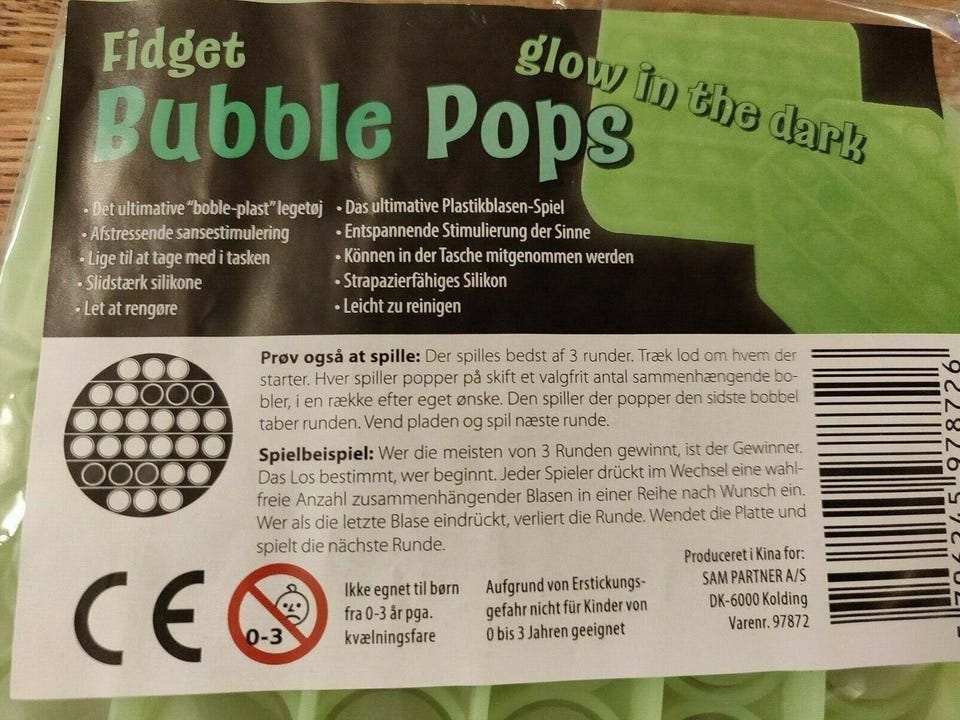 Fidget
Bubble Pops
glow in the dark
• Det ultimative "boble-plast" legetøj
• Afstressende sansestimulering
• Lige til at tage med i tasken
• Slidstærk silikone
• Let at rengøre
• Das ultimative Plastikblasen-Spiel
• Entspannende Stimulierung der Sinne
• Können in der Tasche mitgenommen werden
• Strapazierfähiges Silikon
• Leicht zu reinigen
Prøv også at spille: Der spilles bedst af 3 runder. Træk lod om hvem der
starter. Hver spiller popper på skift et valgfrit antal sammenhængende bo-
bler, i en række efter eget ønske. Den spiller der popper den sidste bobbel
taber runden. Vend pladen og spil næste runde.
Spielbeispiel: Wer die meisten von 3 Runden gewinnt, ist der Gewinner.
Das Los bestimmt, wer beginnt. Jeder Spieler drückt im Wechsel eine wahl-
freie Anzahl zusammenhängender Blasen in einer Reihe nach Wunsch ein.
Wer als die letzte Blase eindrückt, verliert die Runde. Wendet die Platte und
spielt die nächste Runde.
CE
0-3
Ikke egnet til børn
fra 0-3 år pga.
kvælningsfare
Aufgrund von Erstickungs-
gefahr nicht für Kinder von
0 bis 3 Jahren geeignet
Produceret i Kina for:
SAM PARTNER A/S
DK-6000 Kolding
Varenr. 97872
978726